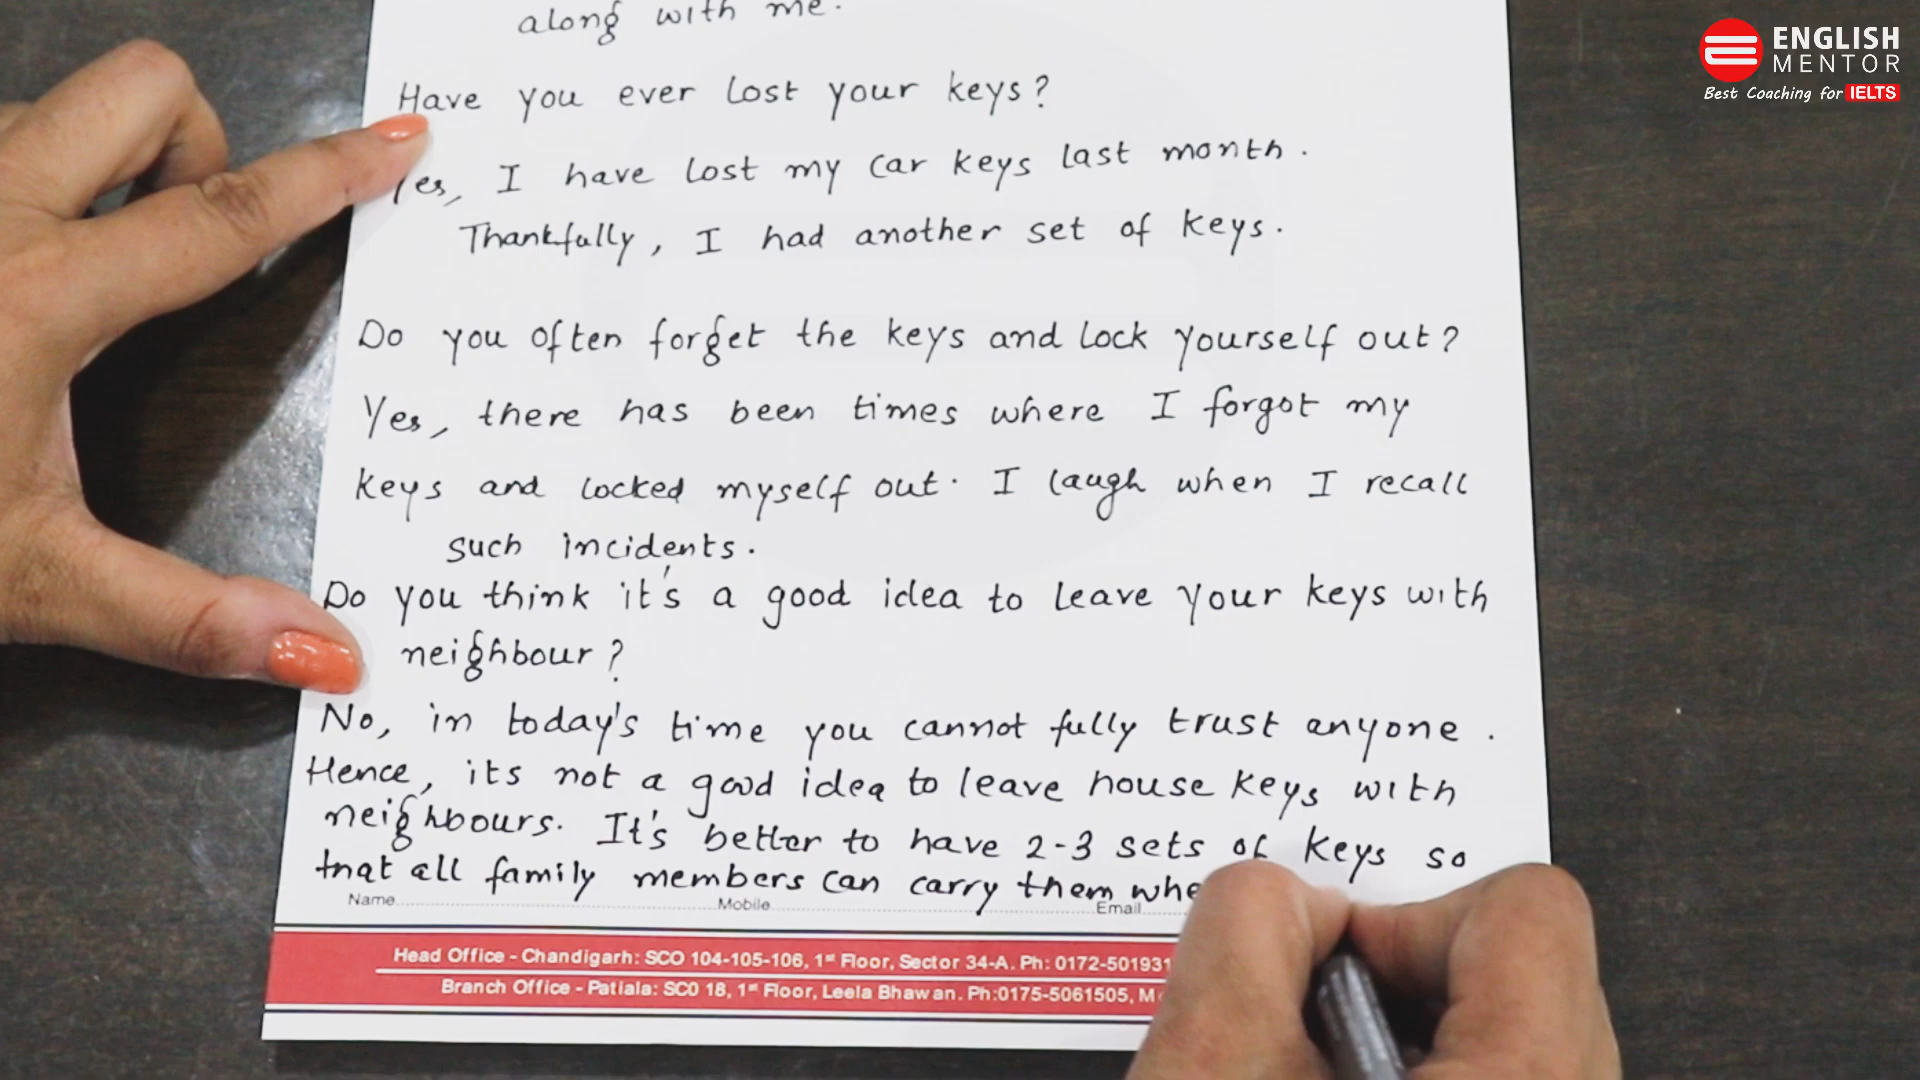 along with me.
ENGLISH
MENTOR
Best Coaching for IELTS
Have you ever lost your keys?
Yes, I have lost my car keys last month.
Thankfully, I had another set of keys.
Do you often forget the keys and lock yourself out?
Yes, there has been times where I forgot my
keys and locked myself out. I laugh when I recall
such incidents.
Do you think it's a good idea to leave your keys with
neighbour?
No, in today's time you cannot fully trust anyone.
Hence, its not a good idea to leave house keys with
neighbours. It's better to have 2-3 sets of keys so
that all family members can carry them
Name Mobile Email
Head Office - Chandigarh: SCO 104-105-106, 1st Floor, Sector 34-A. Ph: 0172-501931
Branch Office - Patiala: SC0 18, 1st Floor, Leela Bhawan. Ph:0175-5061505, M